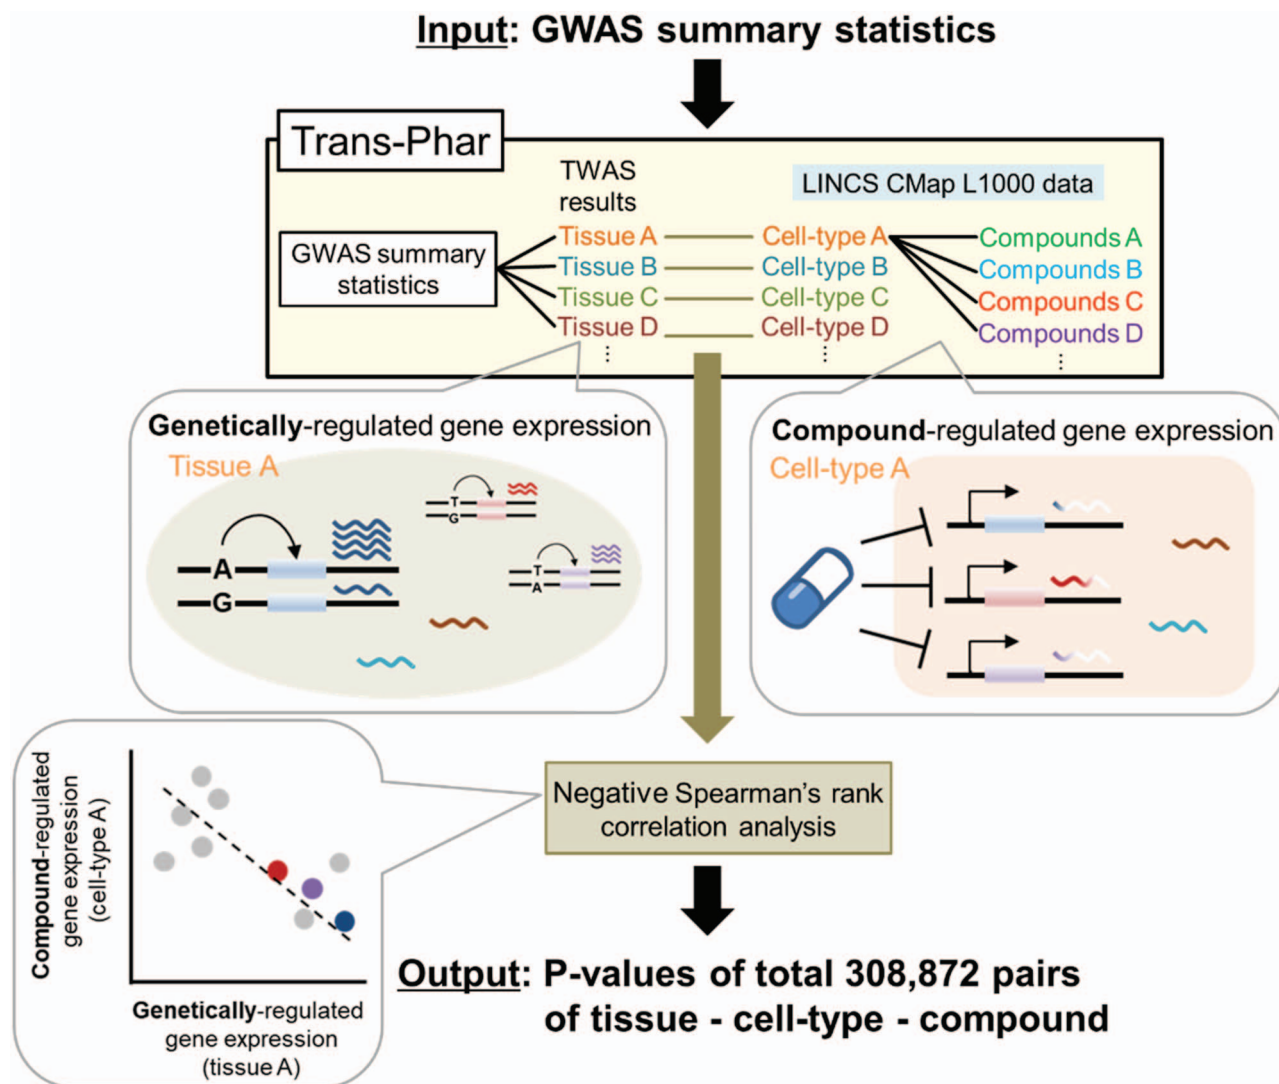 Input: GWAS summary statistics
Trans-Phar
TWAS
results
LINCS CMap L1000 data
GWAS summary
statistics
Tissue A
Cell-type A
Compounds A
Tissue B
Cell-type B
Compounds B
Tissue C
Cell-type C
Compounds C
Tissue D
Cell-type D
Compounds D
Genetically-regulated gene expression
Tissue A
T
G
A
G
T
A
Compound-regulated gene expression
Cell-type A
Negative Spearman's rank
correlation analysis
Compound-regulated
gene expression
(cell-type A)
Genetically-regulated
gene expression
(tissue A)
Output: P-values of total 308,872 pairs
of tissue - cell-type - compound